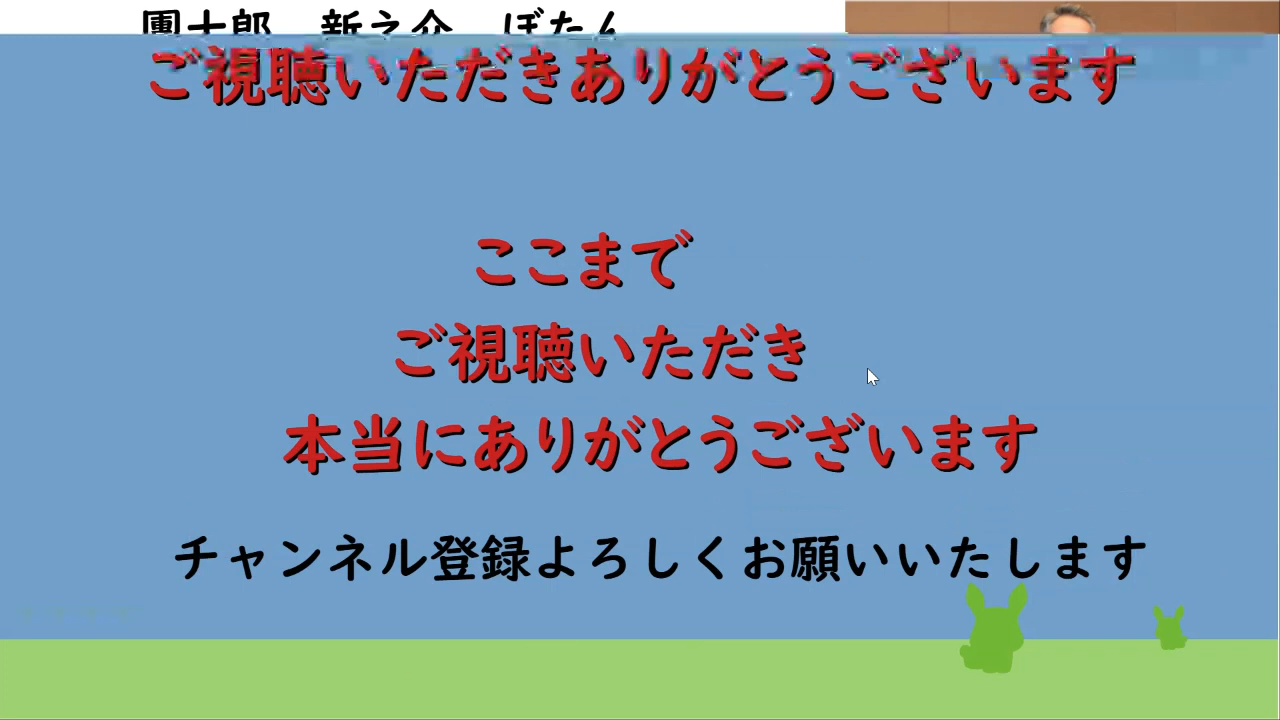 團十郎　新之介　ぼたん
ご視聴いただきありがとうございます
ここまで
ご視聴いただき
本当にありがとうございます
チャンネル登録よろしくお願いいたします